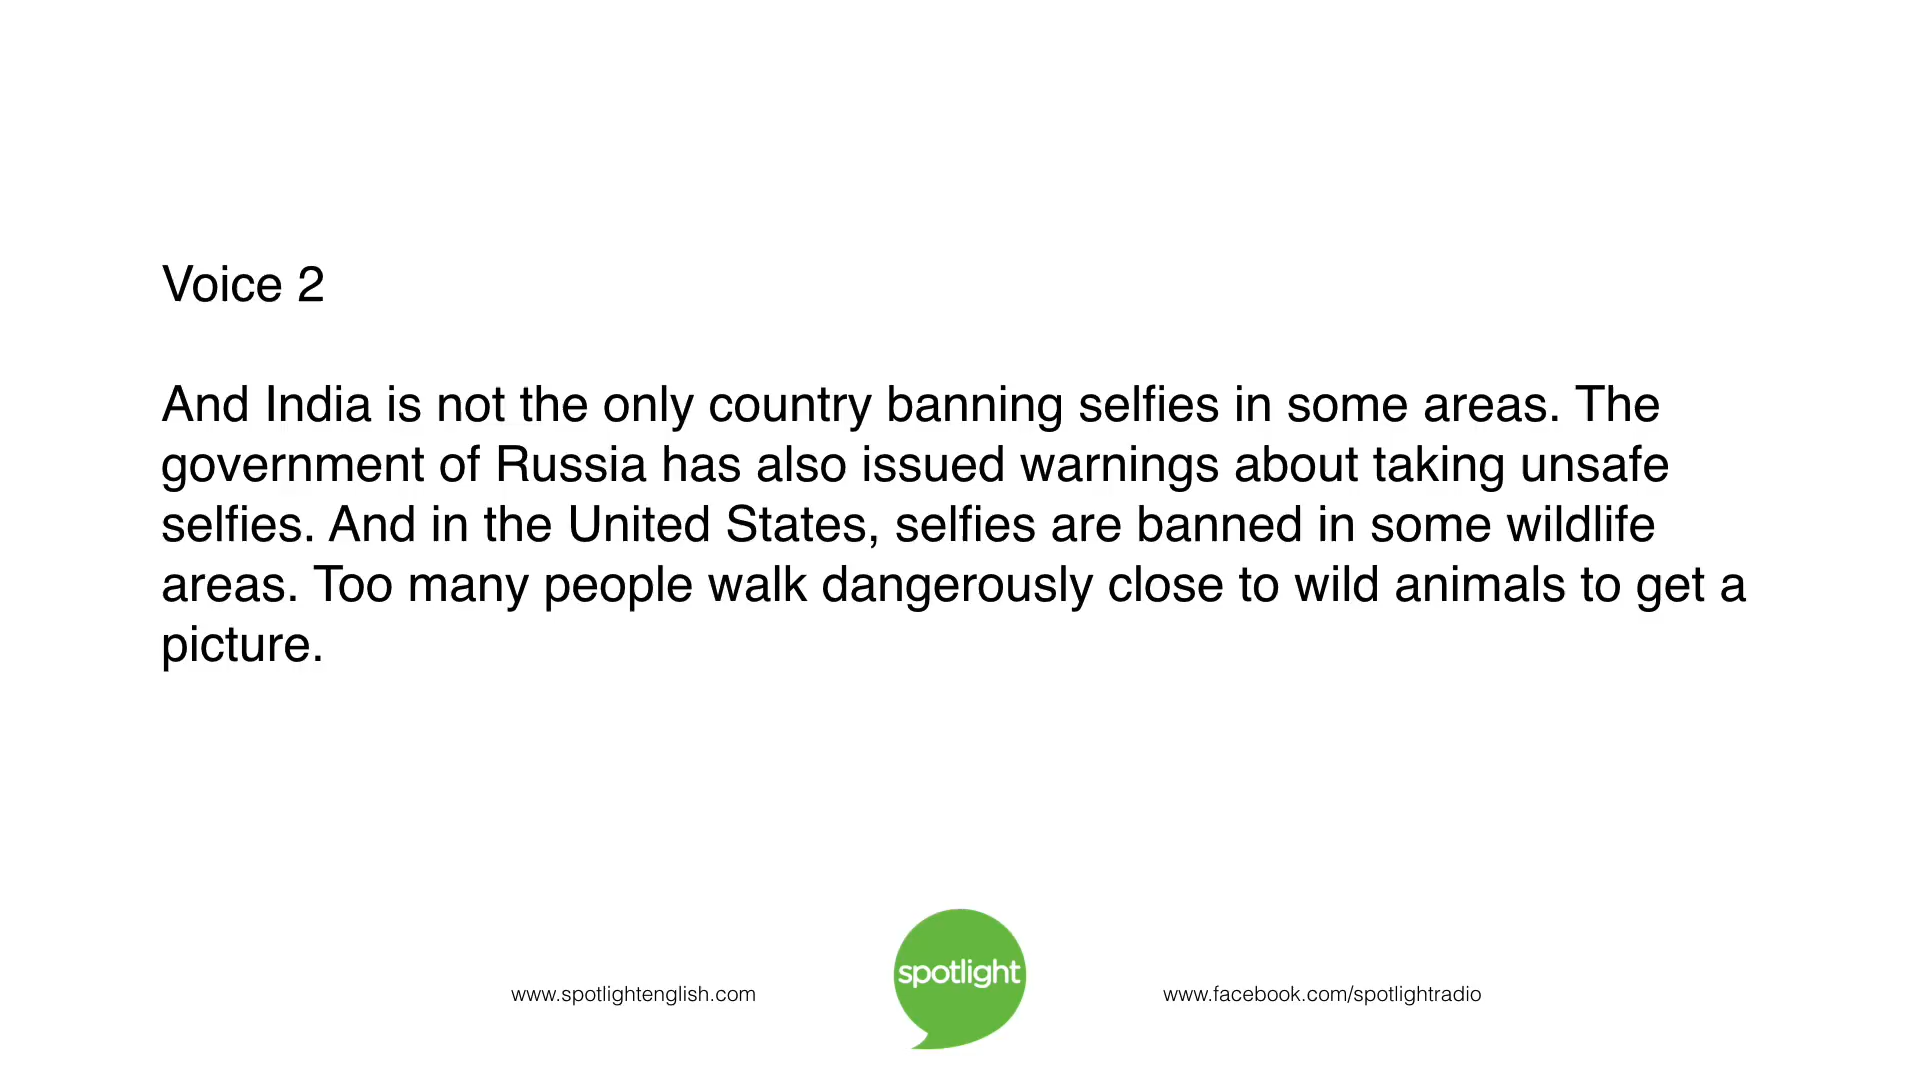 Voice 2
And India is not the only country banning selfies in some areas. The
government of Russia has also issued warnings about taking unsafe
selfies. And in the United States, selfies are banned in some wildlife
areas. Too many people walk dangerously close to wild animals to get a
picture.
spotlight
www.spotlightenglish.com
www.facebook.com/spotlightradio